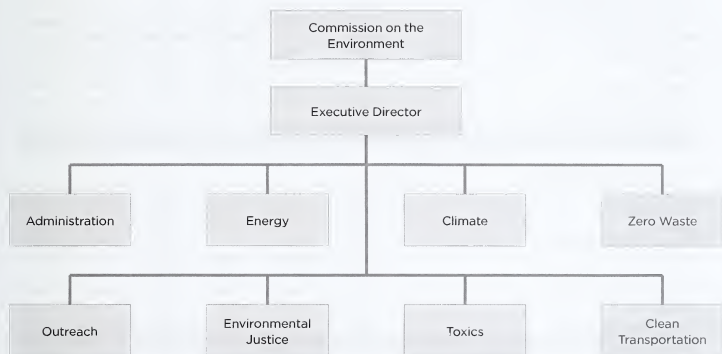 Commission on the
Environment
Executive Director
Administration
Energy
Climate
Zero Waste
Outreach
Environmental
Justice
Toxics
Clean
Transportation